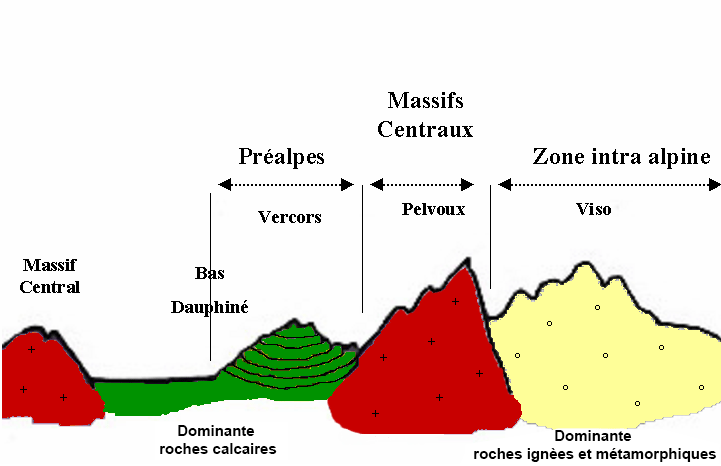 Massifs
Centraux
Préalpes
Zone intra alpine
Vercors
Pelvoux
Viso
Massif
Central
Bas
Dauphiné
Dominante
roches calcaires
Dominante
roches ignèes et métamorphiques